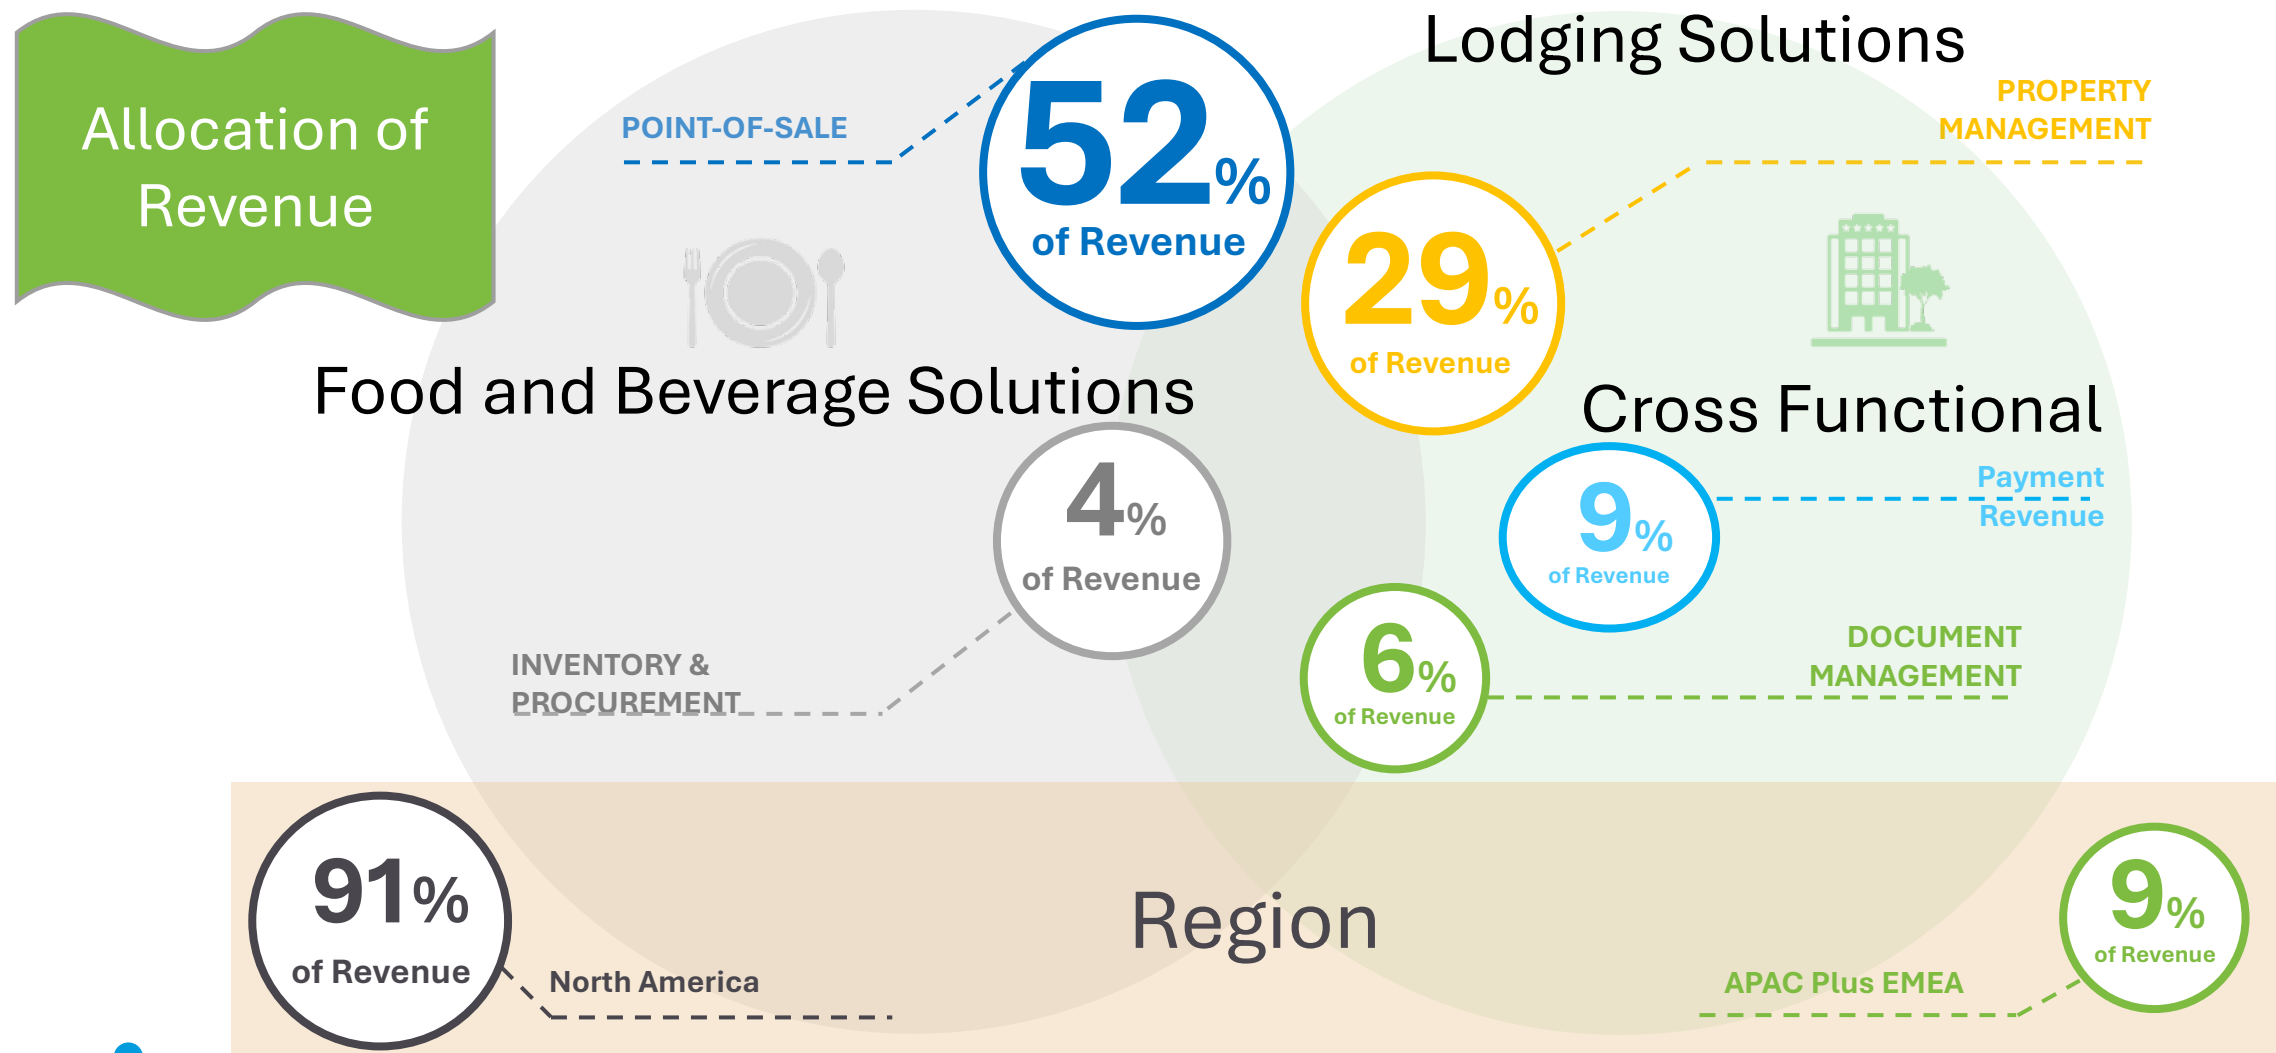 Allocation of
Revenue
POINT-OF-SALE
52%
of Revenue
Lodging Solutions
PROPERTY
MANAGEMENT
29%
of Revenue
Food and Beverage Solutions
4%
of Revenue
INVENTORY &
PROCUREMENT
Cross Functional
9%
of Revenue
Payment
Revenue
6%
of Revenue
DOCUMENT
MANAGEMENT
91%
of Revenue
North America
Region
APAC Plus EMEA
9%
of Revenue